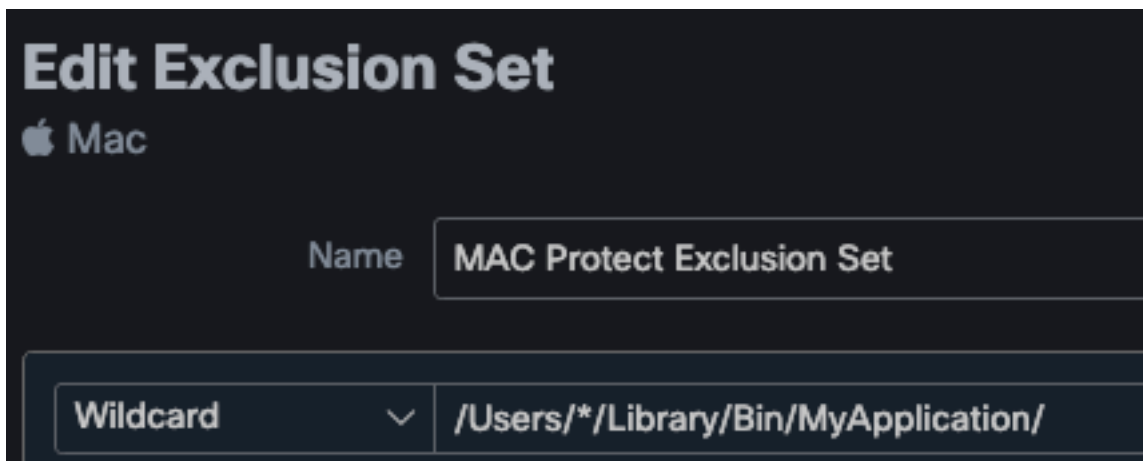 Edit Exclusion Set
Mac
Name
MAC Protect Exclusion Set
Wildcard
/Users/*/Library/Bin/MyApplication/